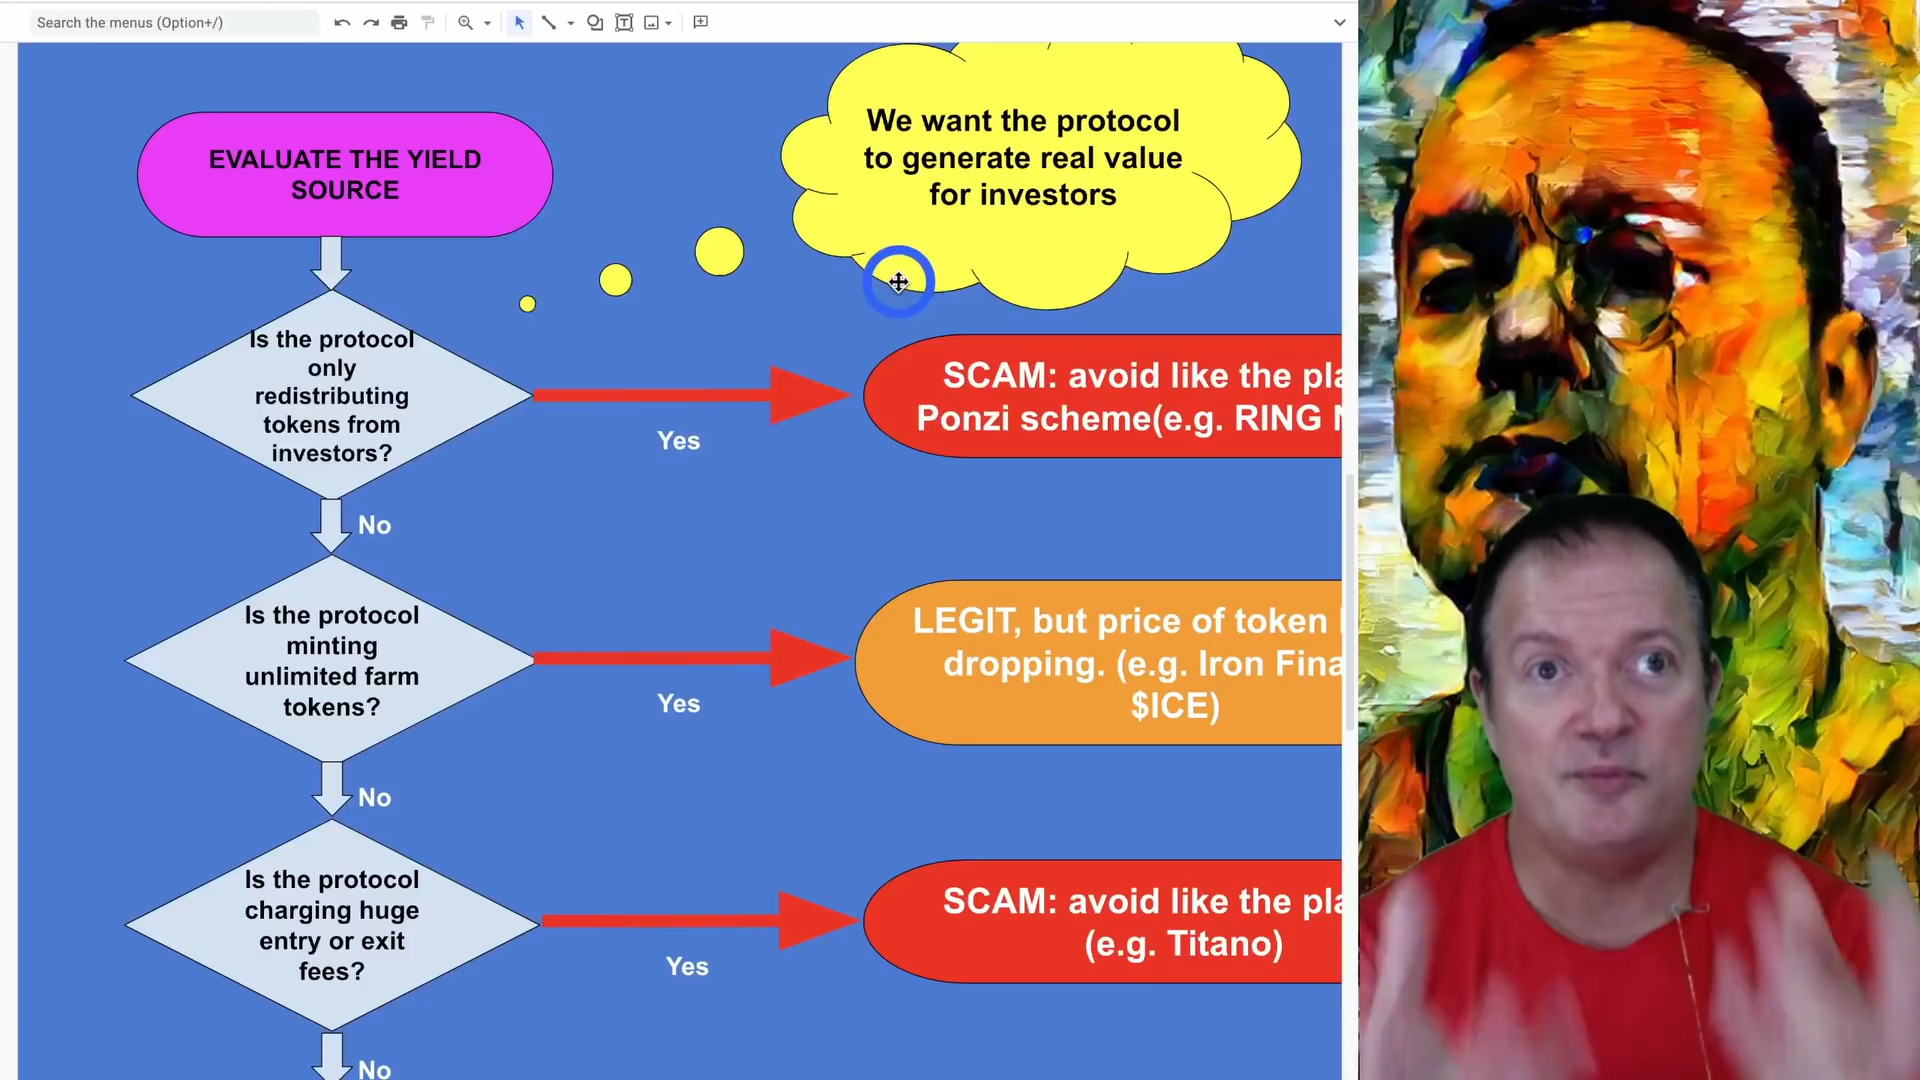 Search the menus (Option+/)
We want the protocol
to generate real value
for investors
EVALUATE THE YIELD
SOURCE
Is the protocol
only
redistributing
tokens from
investors?
Yes
SCAM: avoid like the pla
Ponzi scheme(e.g. RING
No
Is the protocol
minting
unlimited farm
tokens?
Yes
LEGIT, but price of token
dropping. (e.g. Iron Fina
$ICE)
No
Is the protocol
charging huge
entry or exit
fees?
Yes
SCAM: avoid like the pla
(e.g. Titano)
No